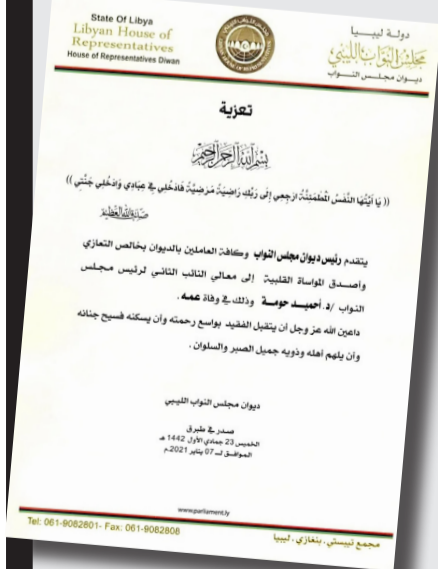 State Of Libya
Libyan House of
Representatives
House of Representatives Diwan
دولة ليبيا
مجلس النواب الليبي
ديوان مجلس النواب
تعزية
بسم الله الرحمن الرحيم
(( يَا أَيَّتُهَا النَّفْسُ الْمُطْمَئِنَّةُ ارْجِعِي إِلَى رَبِّكِ رَاضِيَةً مَرْضِيَّةً فَادْخُلِي فِي عِبَادِي وَادْخُلِي جَنَّتِي ))
صدق الله العظيم
يتقدم رئيس ديوان مجلس النواب وكافة العاملين بالديوان بخالص التعازي
وأصدق المواساة القلبية إلى معالي النائب الثاني لرئيس مجلس
النواب /د. أحميد حومة وذلك في وفاة عمه .
داعين الله عز وجل أن يتقبل الفقيد بواسع رحمته وأن يسكنه فسيح جنانه
وأن يلهم أهله وذويه جميل الصبر والسلوان .
ديوان مجلس النواب الليبي
صدر في طبرق
الخميس 23 جمادي الأول 1442 هـ
الموافق لـ 07 يناير 2021م
www.parliament.ly
Tel: 061-9082801- Fax: 061-9082808
مجمع تيبستي ، بنغازي ، ليبيا